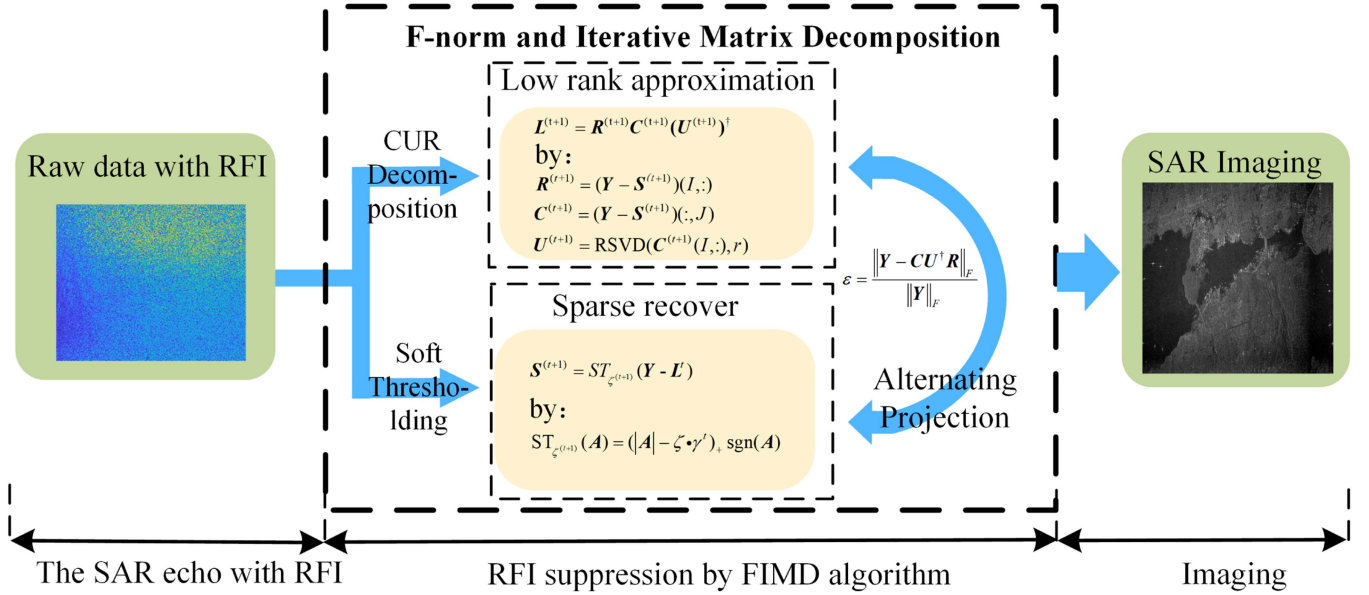 F-norm and Iterative Matrix Decomposition
Raw data with RFI
CUR
Decom-
position
Soft
Thresho-
lding
Low rank approximation
L^(t+1) = R^(t+1) C^(t+1) (U^(t+1))^†
by:
R^(t+1) = (Y − S^(t+1))(I,:)
C^(t+1) = (Y − S^(t+1))(:,J)
U^(t+1) = RSVD(C^(t+1)(I,:),r)
Sparse recover
S^(t+1) = ST_ζ^(t+1) (Y - L^t)
by:
ST_ζ^(t+1) (A) = (|A| − ζ•γ^t)_+ sgn(A)
ε = ‖Y − CU^†R‖_F / ‖Y‖_F
Alternating
Projection
SAR Imaging
The SAR echo with RFI
RFI suppression by FIMD algorithm
Imaging